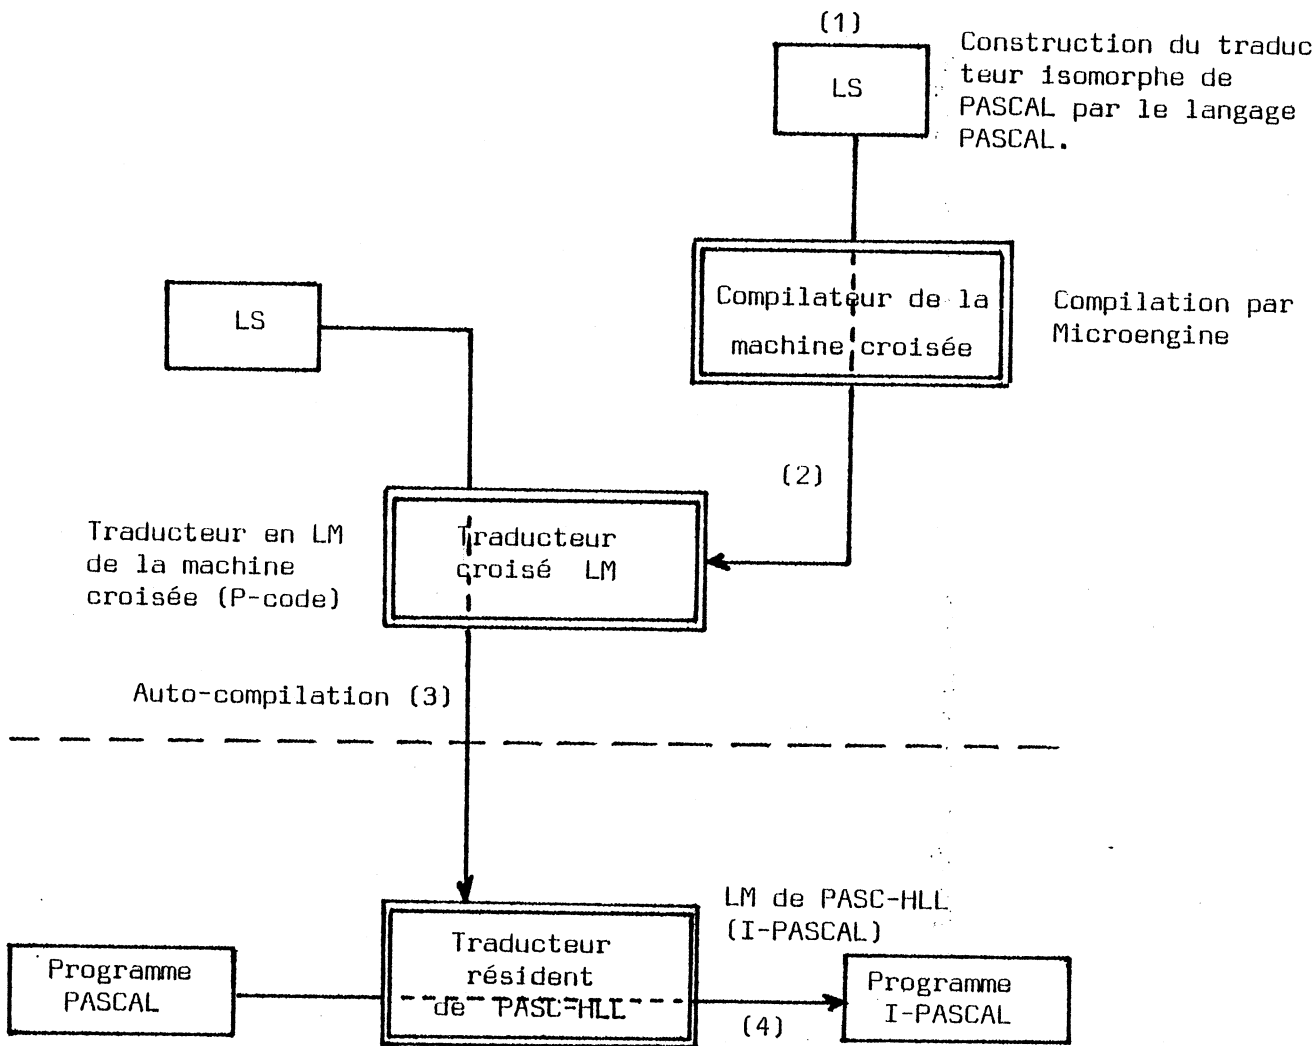 (1)
LS
Construction du traduc
teur isomorphe de
PASCAL par le langage
PASCAL.
Compilateur de la
machine croisée
Compilation par
Microengine
LS
(2)
Traducteur en LM
de la machine
croisée (P-code)
Traducteur
croisé LM
Auto-compilation (3)
Programme
PASCAL
Traducteur
résident
de PASC-HLL
LM de PASC-HLL
(I-PASCAL)
(4)
Programme
I-PASCAL